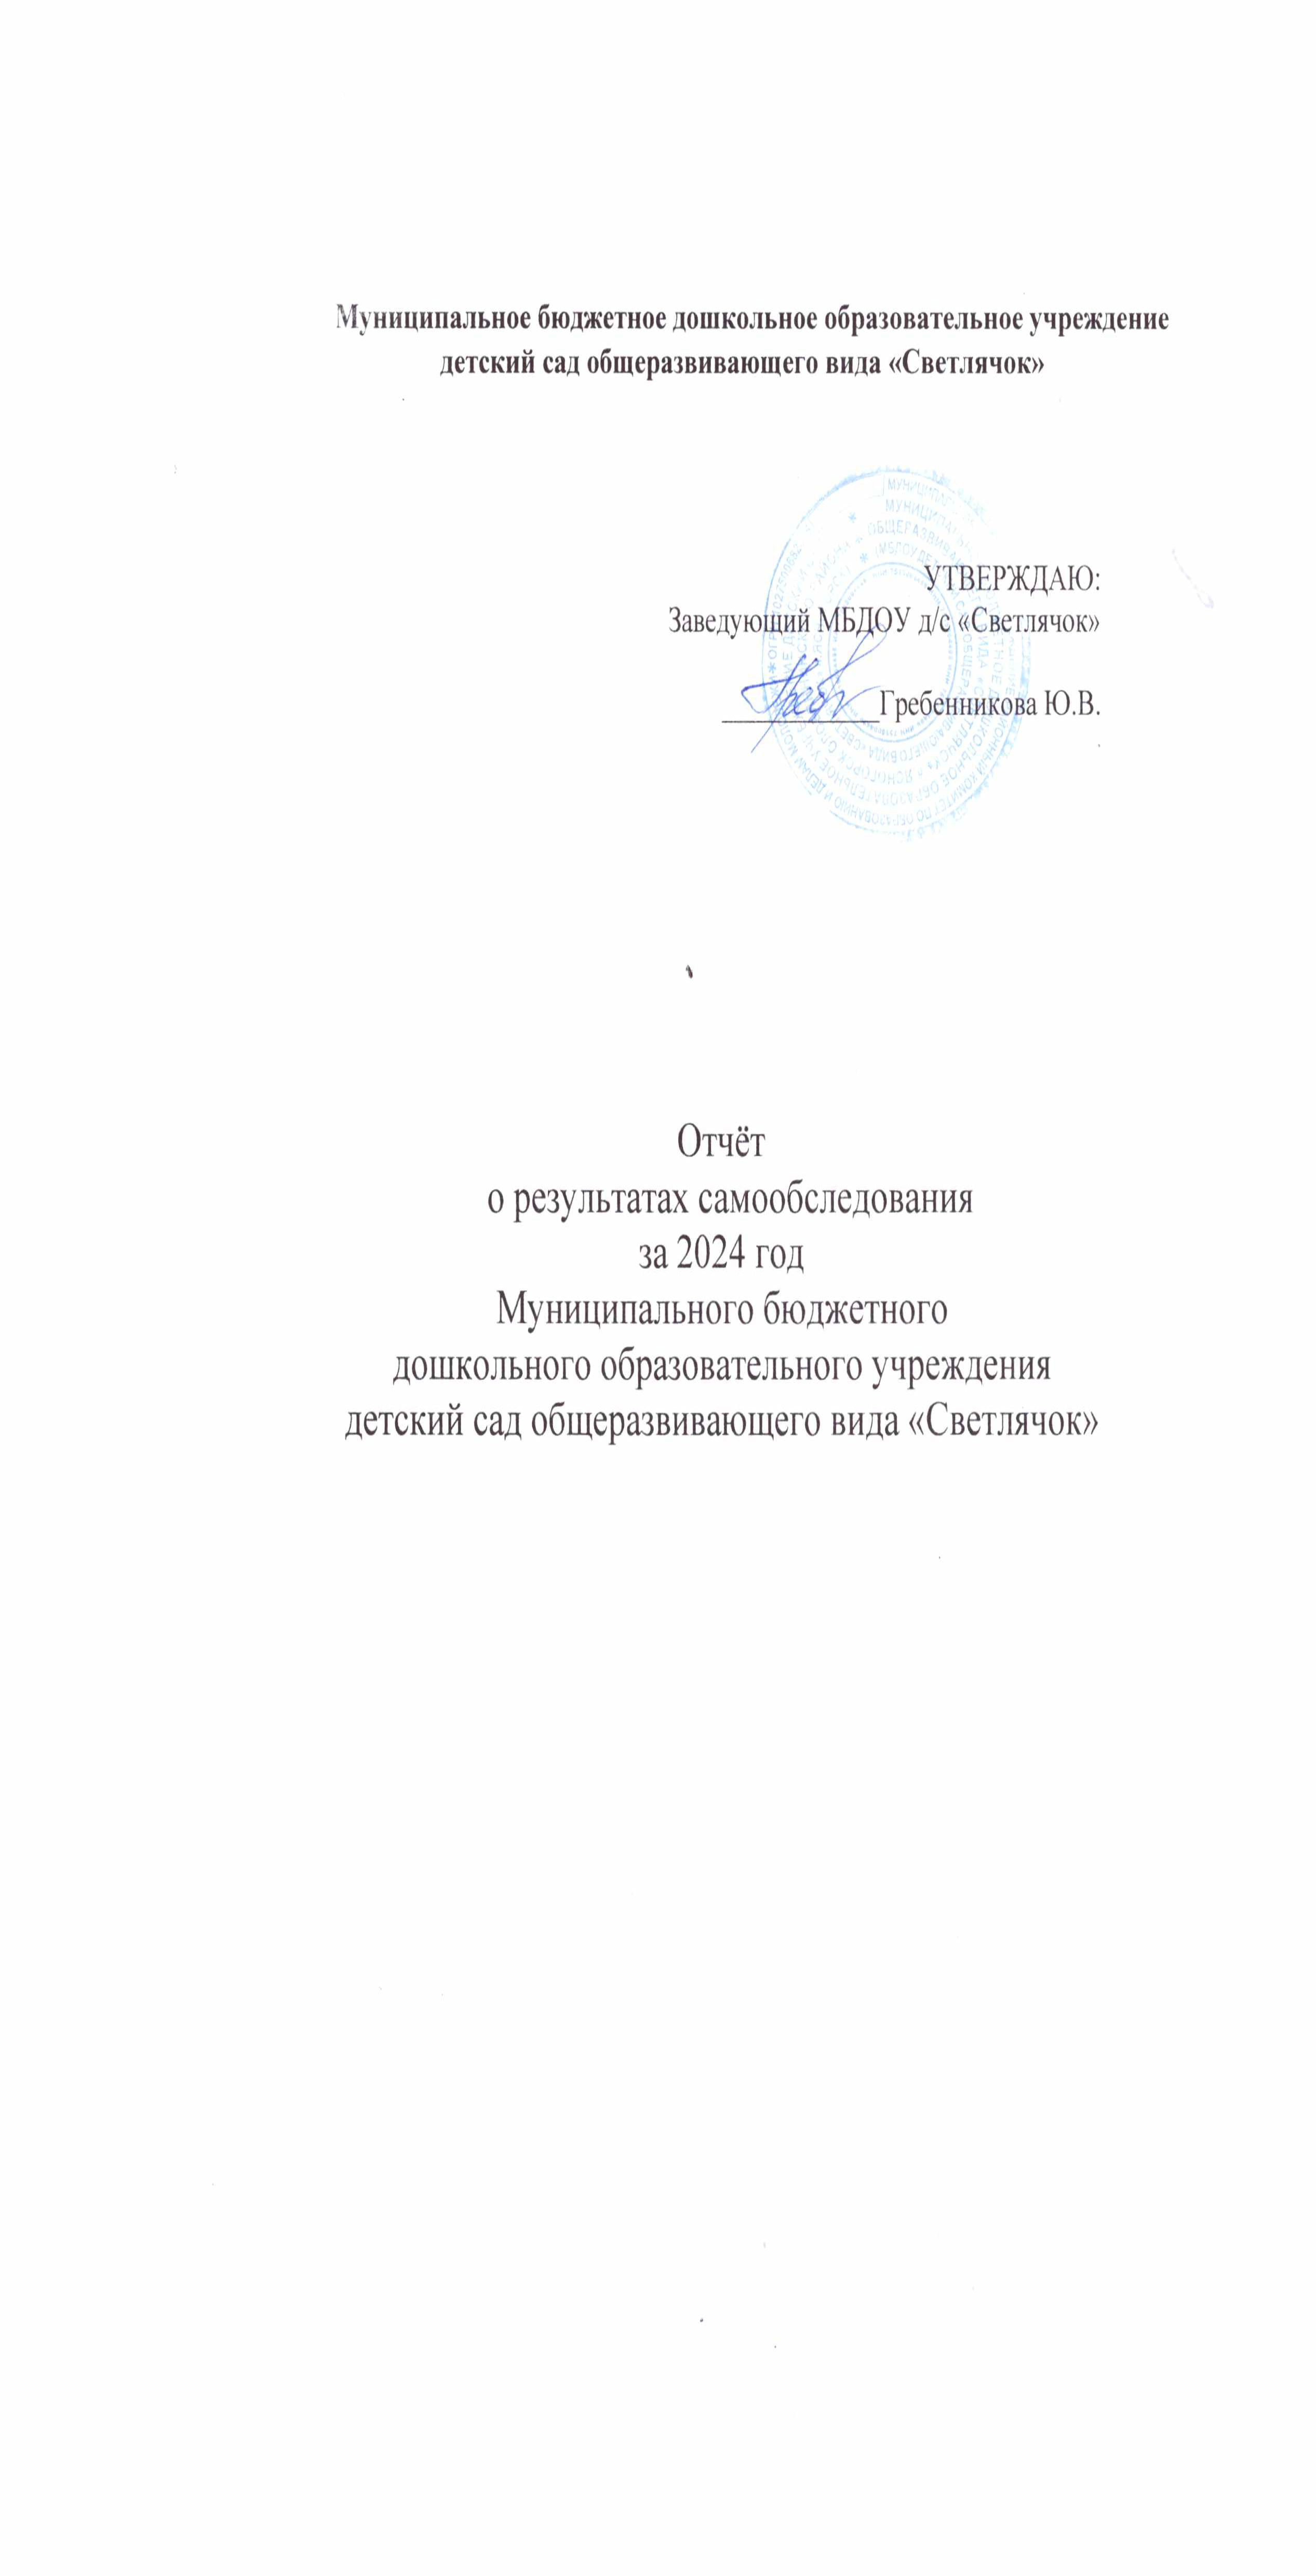 Муниципальное бюджетное дошкольное образовательное учреждение
детский сад общеразвивающего вида «Светлячок»
УТВЕРЖДАЮ:
Заведующий МБДОУ д/с «Светлячок»
Гребенникова Ю.В.
Отчёт
о результатах самообследования
за 2024 год
Муниципального бюджетного
дошкольного образовательного учреждения
детский сад общеразвивающего вида «Светлячок»